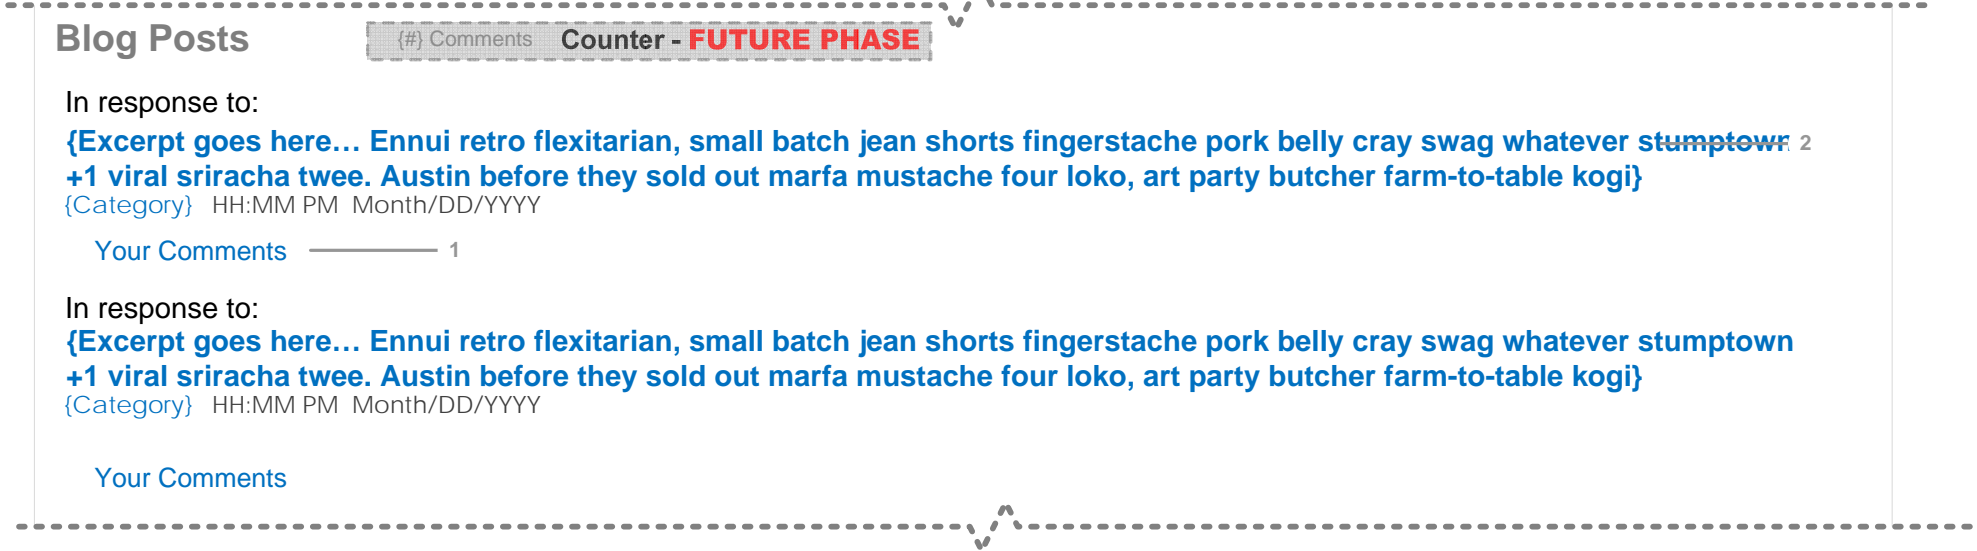 Blog Posts {#} Comments Counter - FUTURE PHASE
In response to:
{Excerpt goes here… Ennui retro flexitarian, small batch jean shorts fingerstache pork belly cray swag whatever stumptown 2
+1 viral sriracha twee. Austin before they sold out marfa mustache four loko, art party butcher farm-to-table kogi}
{Category} HH:MM PM Month/DD/YYYY
Your Comments 1
In response to:
{Excerpt goes here… Ennui retro flexitarian, small batch jean shorts fingerstache pork belly cray swag whatever stumptown
+1 viral sriracha twee. Austin before they sold out marfa mustache four loko, art party butcher farm-to-table kogi}
{Category} HH:MM PM Month/DD/YYYY
Your Comments